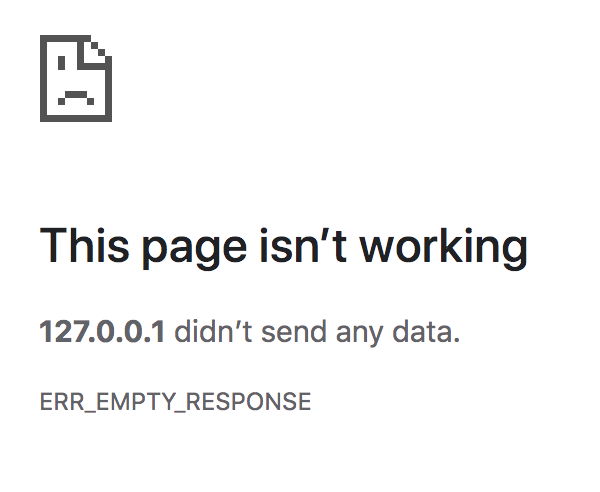 This page isn’t working
127.0.0.1 didn’t send any data.
ERR_EMPTY_RESPONSE